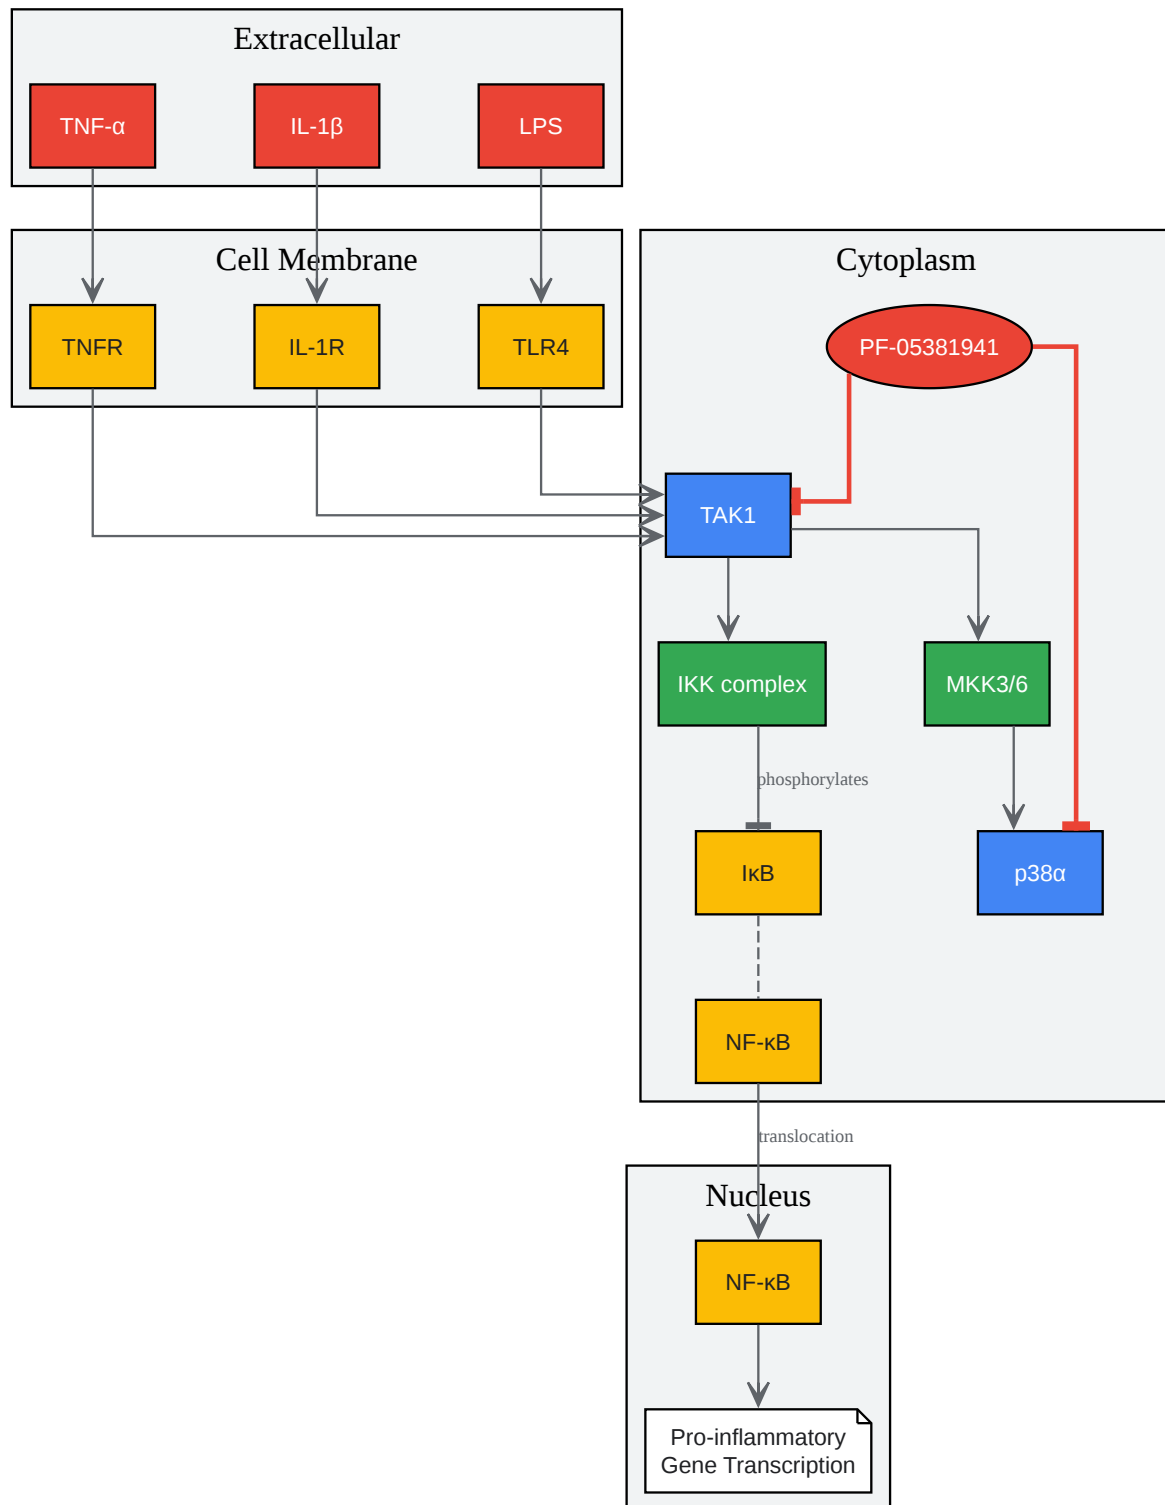 Extracellular
TNF-α
IL-1β
LPS
Cell Membrane
TNFR
IL-1R
TLR4
Cytoplasm
PF-05381941
TAK1
IKK complex
MKK3/6
phosphorylates
IκB
p38α
NF-κB
translocation
Nucleus
NF-κB
Pro-inflammatory
Gene Transcription